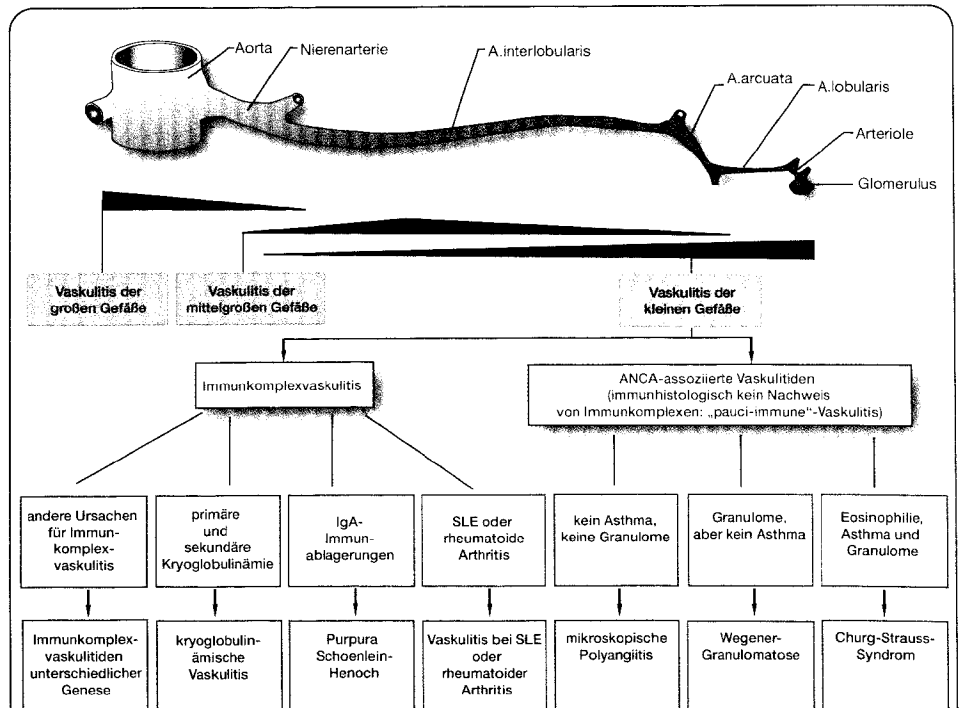 Aorta
Nierenarterie
A.interlobularis
A.arcuata
A.lobularis
Arteriole
Glomerulus
Vaskulitis der
großen Gefäße
Vaskulitis der
mittelgroßen Gefäße
Vaskulitis der
kleinen Gefäße
Immunkomplexvaskulitis
ANCA-assoziierte Vaskulitiden
(immunhistologisch kein Nachweis
von Immunkomplexen: „pauci-immune“-Vaskulitis)
andere Ursachen
für Immun-
komplex-
vaskulitis
primäre
und
sekundäre
Kryoglobulinämie
IgA-
Immun-
ablagerungen
SLE oder
rheumatoide
Arthritis
kein Asthma,
keine Granulome
Granulome,
aber kein Asthma
Eosinophilie,
Asthma und
Granulome
Immunkomplex-
vaskulitiden
unterschiedlicher
Genese
kryoglobulin-
ämische
Vaskulitis
Purpura
Schoenlein-
Henoch
Vaskulitis bei SLE
oder
rheumatoider
Arthritis
mikroskopische
Polyangiitis
Wegener-
Granulomatose
Churg-Strauss-
Syndrom